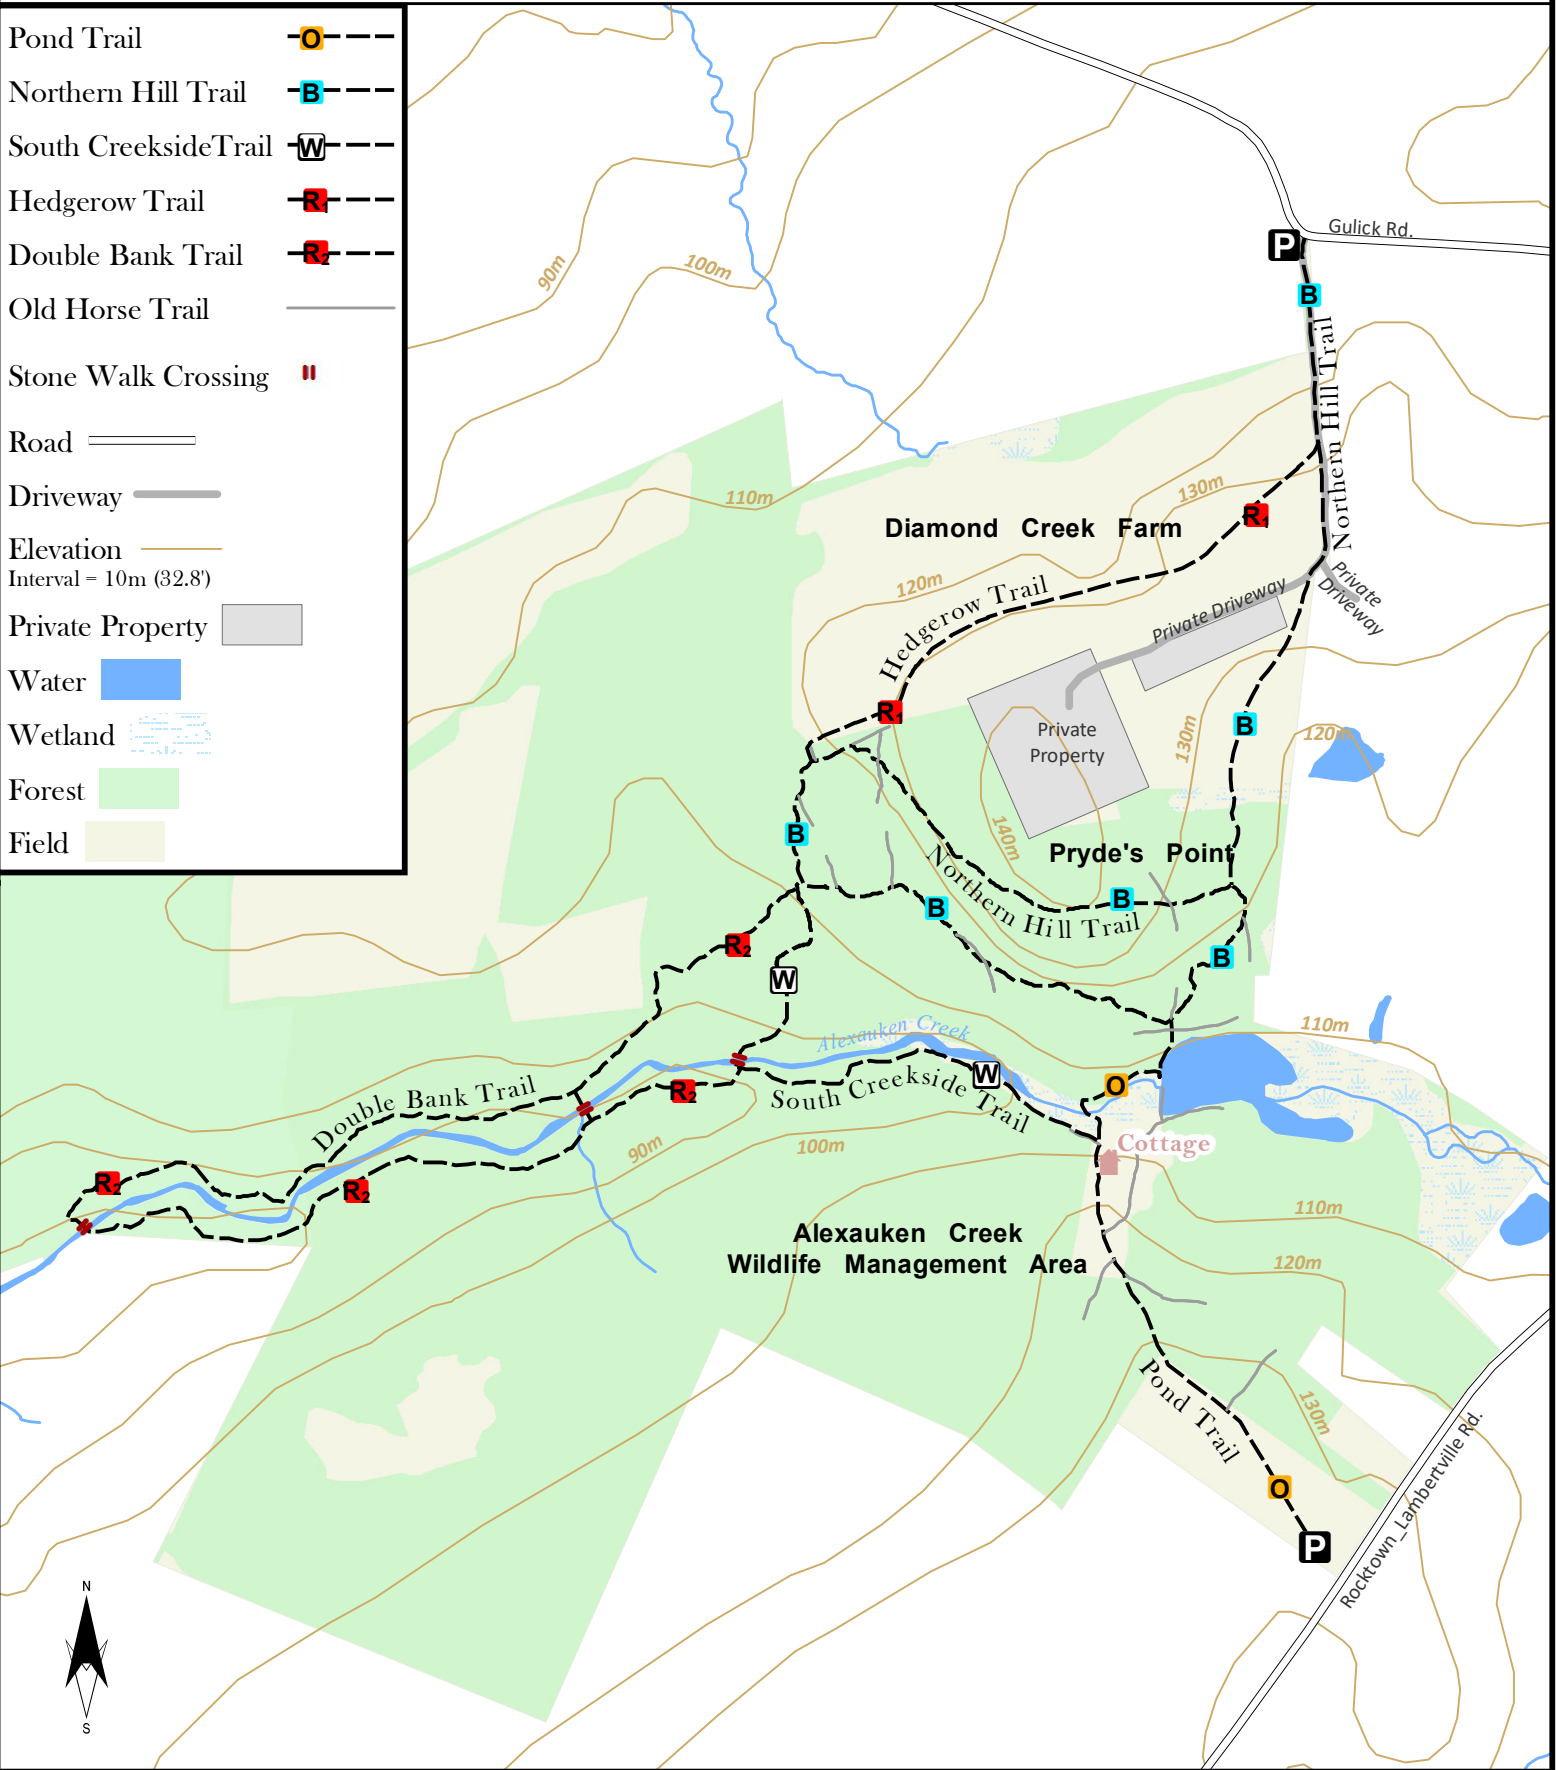 Pond Trail O
Northern Hill Trail B
South CreeksideTrail W
Hedgerow Trail R1
Double Bank Trail R2
Old Horse Trail
Stone Walk Crossing
Road
Driveway
Elevation
Interval = 10m (32.8')
Private Property
Water
Wetland
Forest
Field
Gulick Rd.
P
B
Northern Hill Trail
90m
100m
110m
130m
R1
Diamond Creek Farm
120m
Hedgerow Trail
Private Driveway
Private
Driveway
R1
Private
Property
B
130m
120m
140m
B
Pryde's Point
Northern Hill Trail
B
B
B
R2
W
Alexauken Creek
110m
W
O
R2
Double Bank Trail
South Creekside Trail
90m
100m
Cottage
R2
R2
110m
Alexauken Creek
Wildlife Management Area
120m
Pond Trail
130m
O
P
Rocktown_Lambertville Rd.
N
S